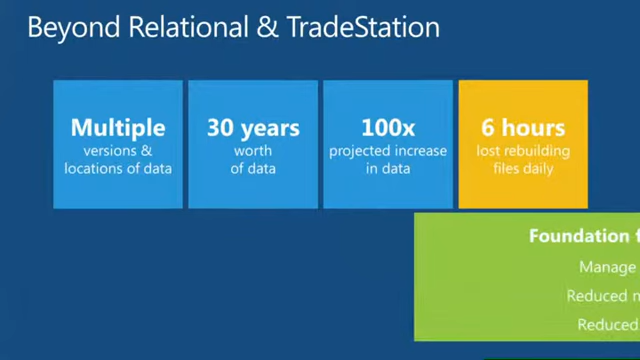 Beyond Relational & TradeStation
Multiple
versions &
locations of data
30 years
worth
of data
100x
projected increase
in data
6 hours
lost rebuilding
files daily
Foundation
Manage
Reduced
Reduced